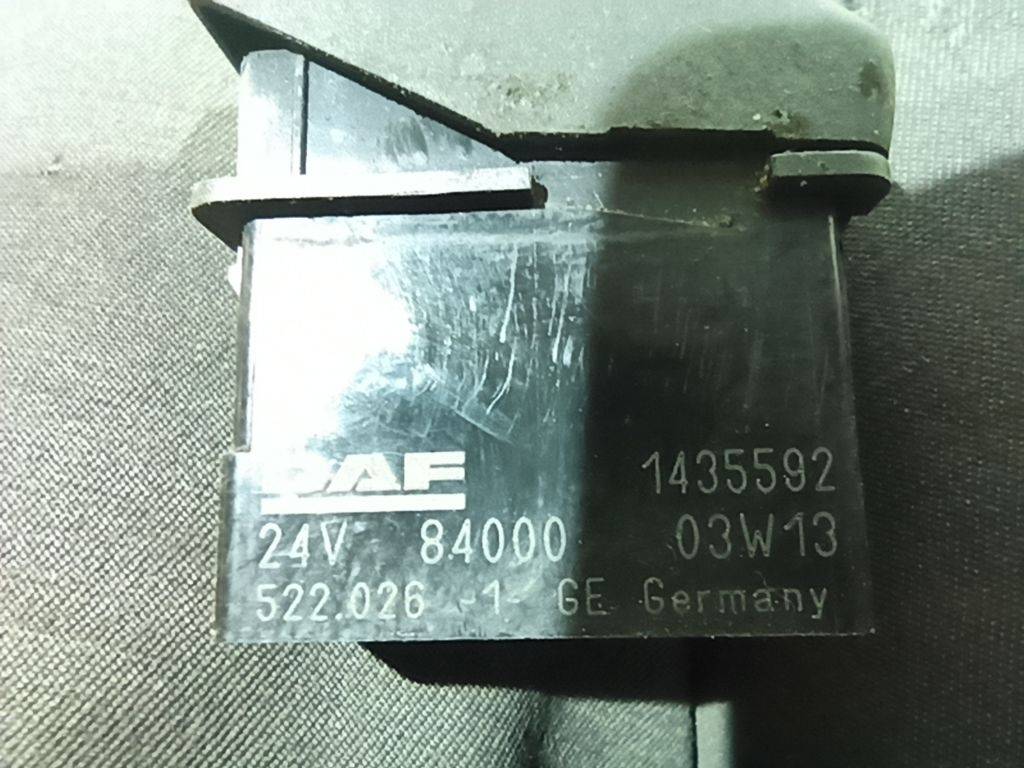 DAF 1435592
24V 84000 03W13
522.026 -1- GE Germany